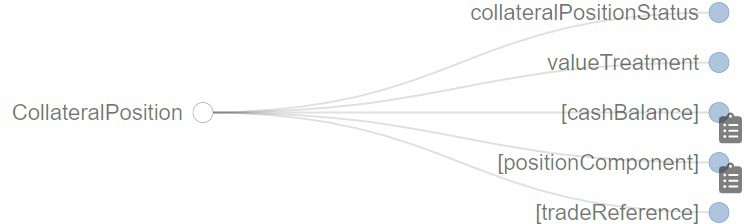 collateralPositionStatus
valueTreatment
CollateralPosition
[cashBalance]
[positionComponent]
[tradeReference]